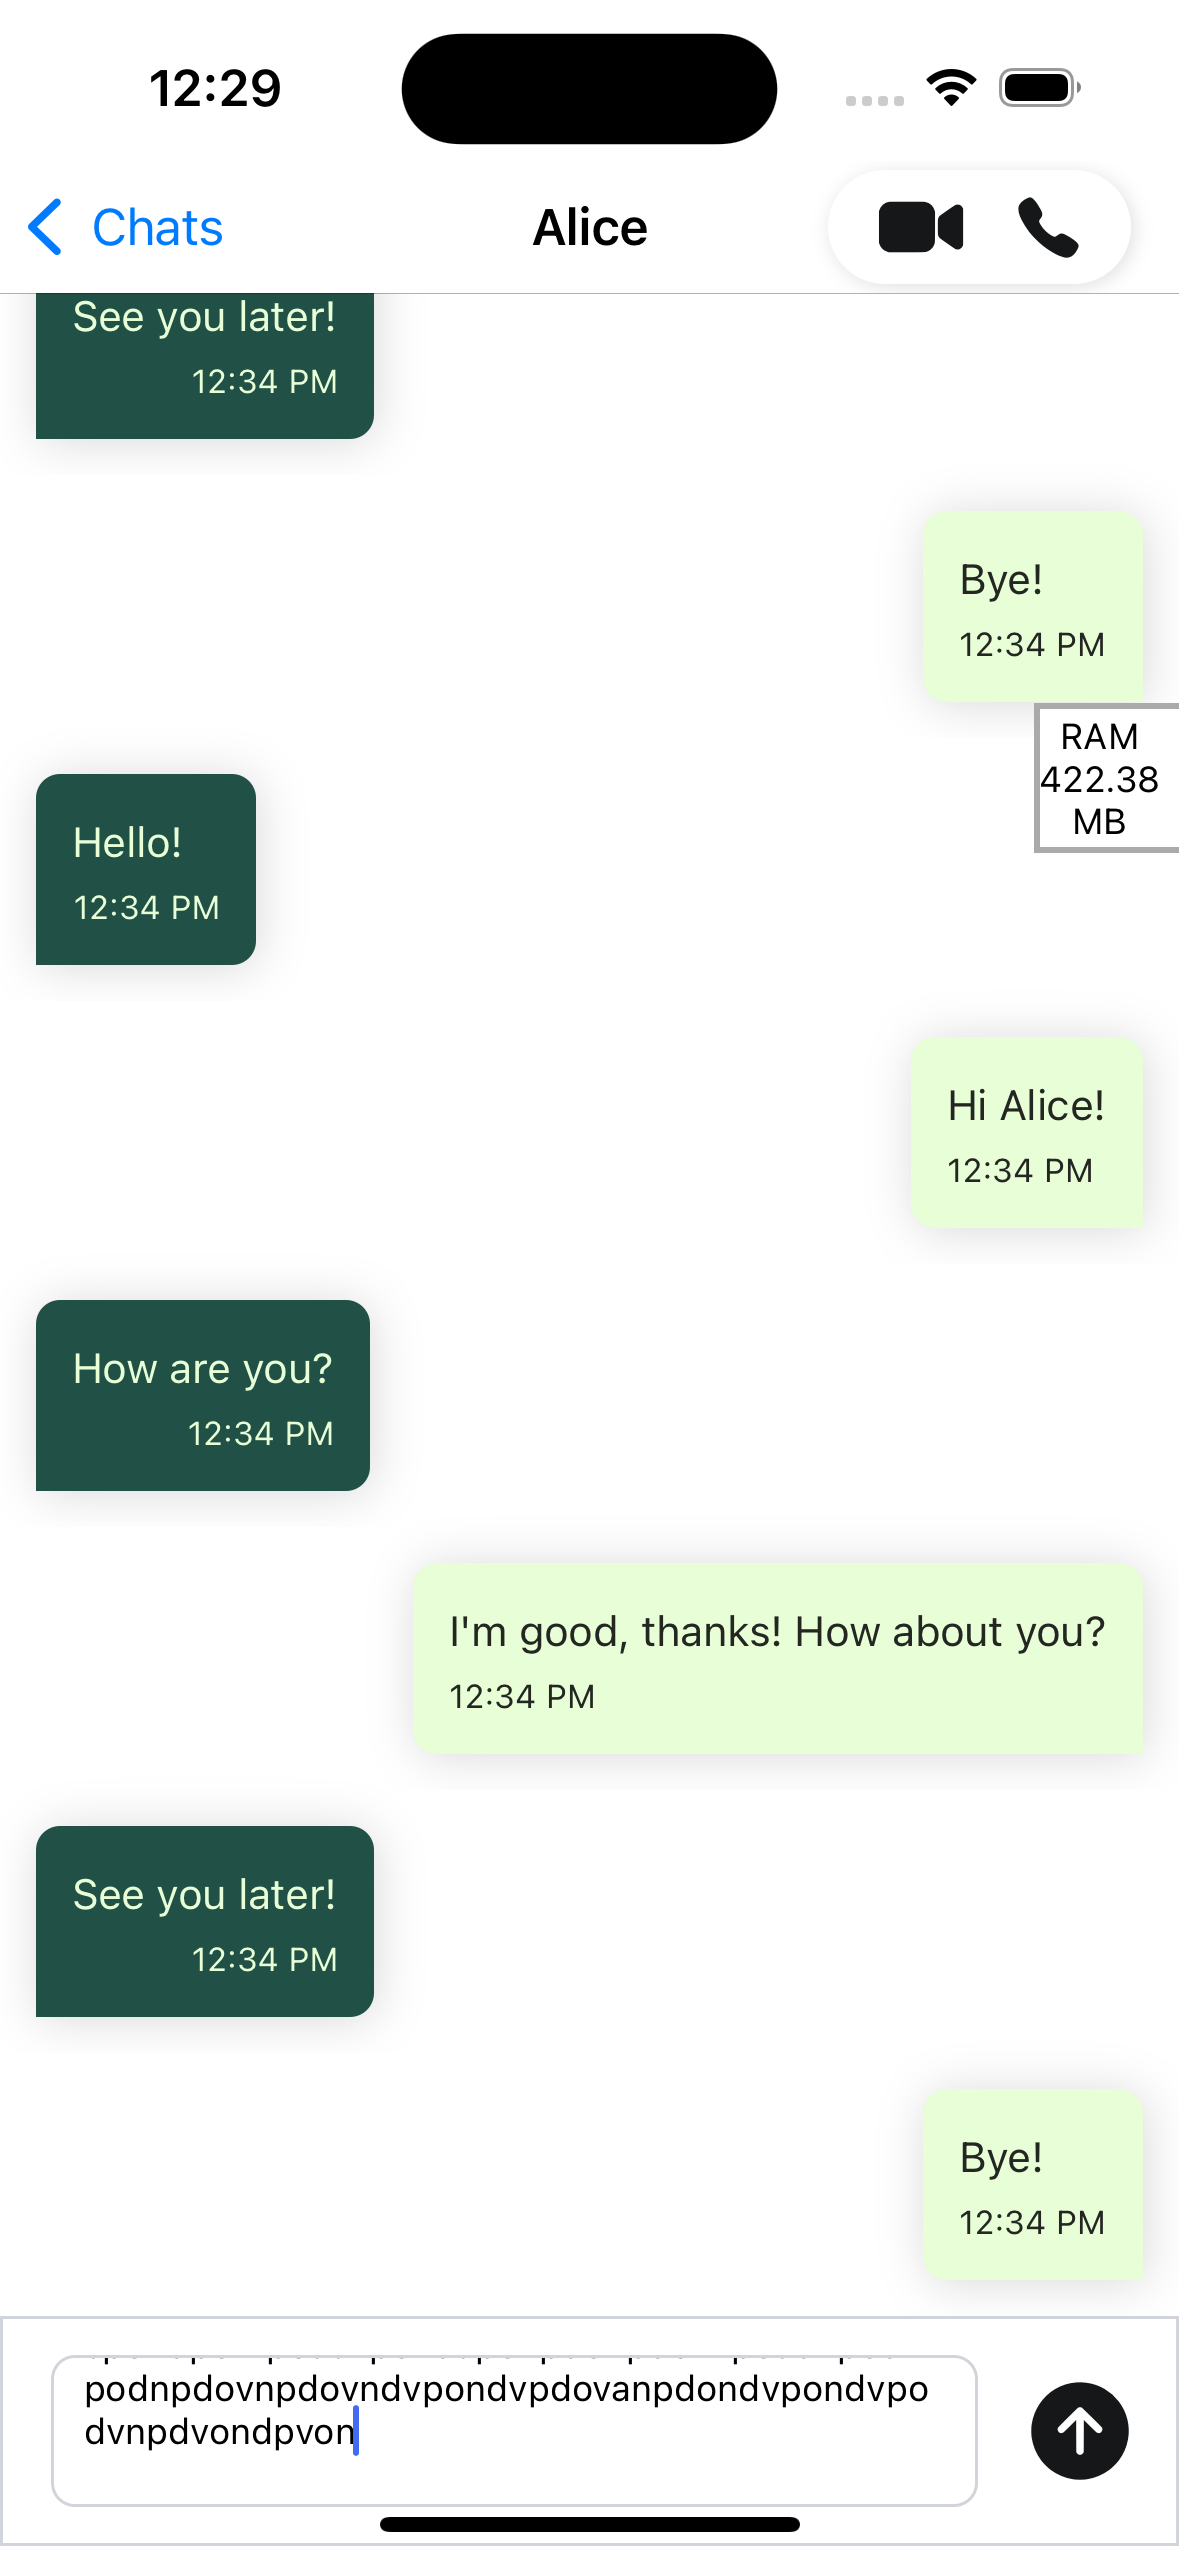 12:29
Chats
Alice
See you later!
12:34 PM
Bye!
12:34 PM
RAM
422.38
MB
Hello!
12:34 PM
Hi Alice!
12:34 PM
How are you?
12:34 PM
I'm good, thanks! How about you?
12:34 PM
See you later!
12:34 PM
Bye!
12:34 PM
podnpdovnpdovndvpondvpdovanpdondvpondvpo
dvnpdvondpvon